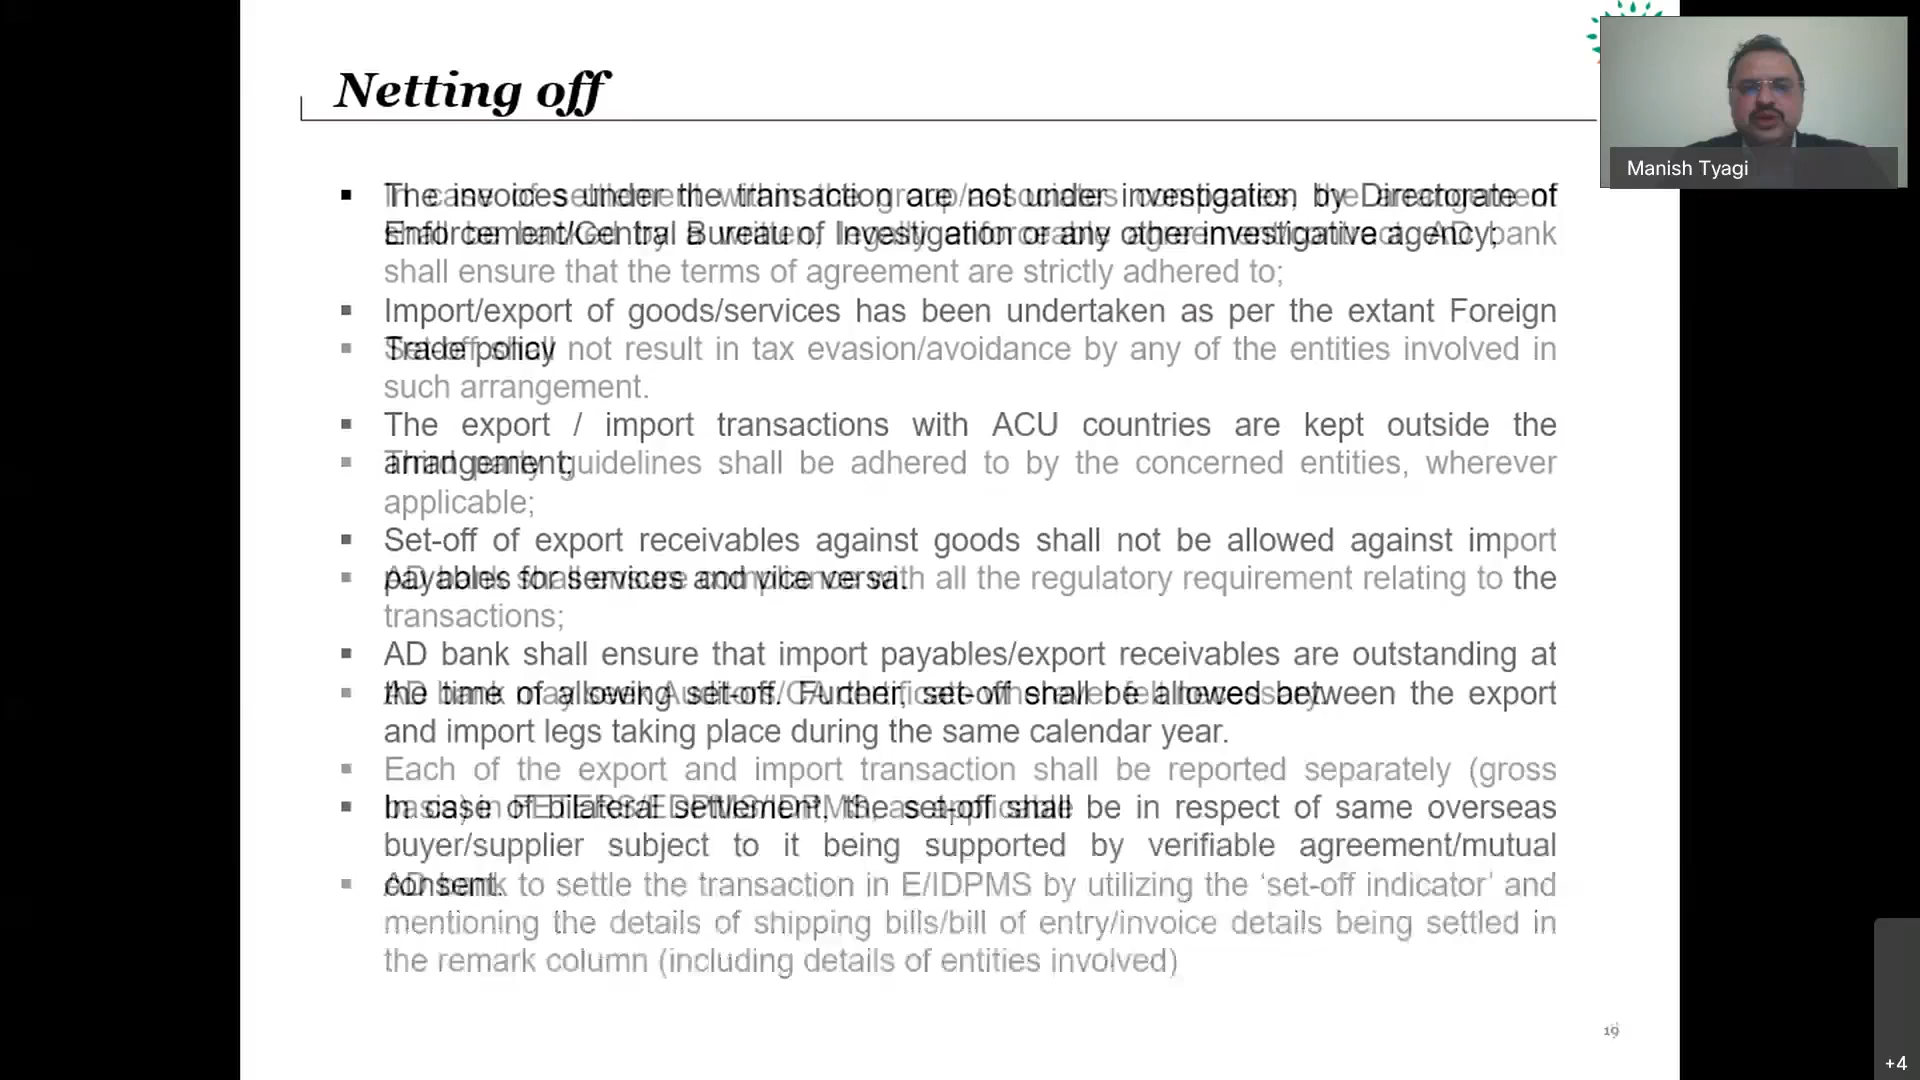 Netting off
Manish Tyagi
The invoices under the transaction are not under investigation by Directorate of
Enforcement/Central Bureau of Investigation or any other investigative agency; bank
shall ensure that the terms of agreement are strictly adhered to;
Import/export of goods/services has been undertaken as per the extant Foreign
Trade policy not result in tax evasion/avoidance by any of the entities involved in
such arrangement.
The export / import transactions with ACU countries are kept outside the
arrangement; guidelines shall be adhered to by the concerned entities, wherever
applicable;
Set-off of export receivables against goods shall not be allowed against import
payables for services and vice versa. with all the regulatory requirement relating to the
transactions;
AD bank shall ensure that import payables/export receivables are outstanding at
the time of allowing set-off. Further, set-off shall be allowed between the export
and import legs taking place during the same calendar year.
Each of the export and import transaction shall be reported separately (gross
In case of bilateral settlement, the set-off shall be in respect of same overseas
buyer/supplier subject to it being supported by verifiable agreement/mutual
consent. to settle the transaction in E/IDPMS by utilizing the ‘set-off indicator’ and
mentioning the details of shipping bills/bill of entry/invoice details being settled in
the remark column (including details of entities involved)
+4